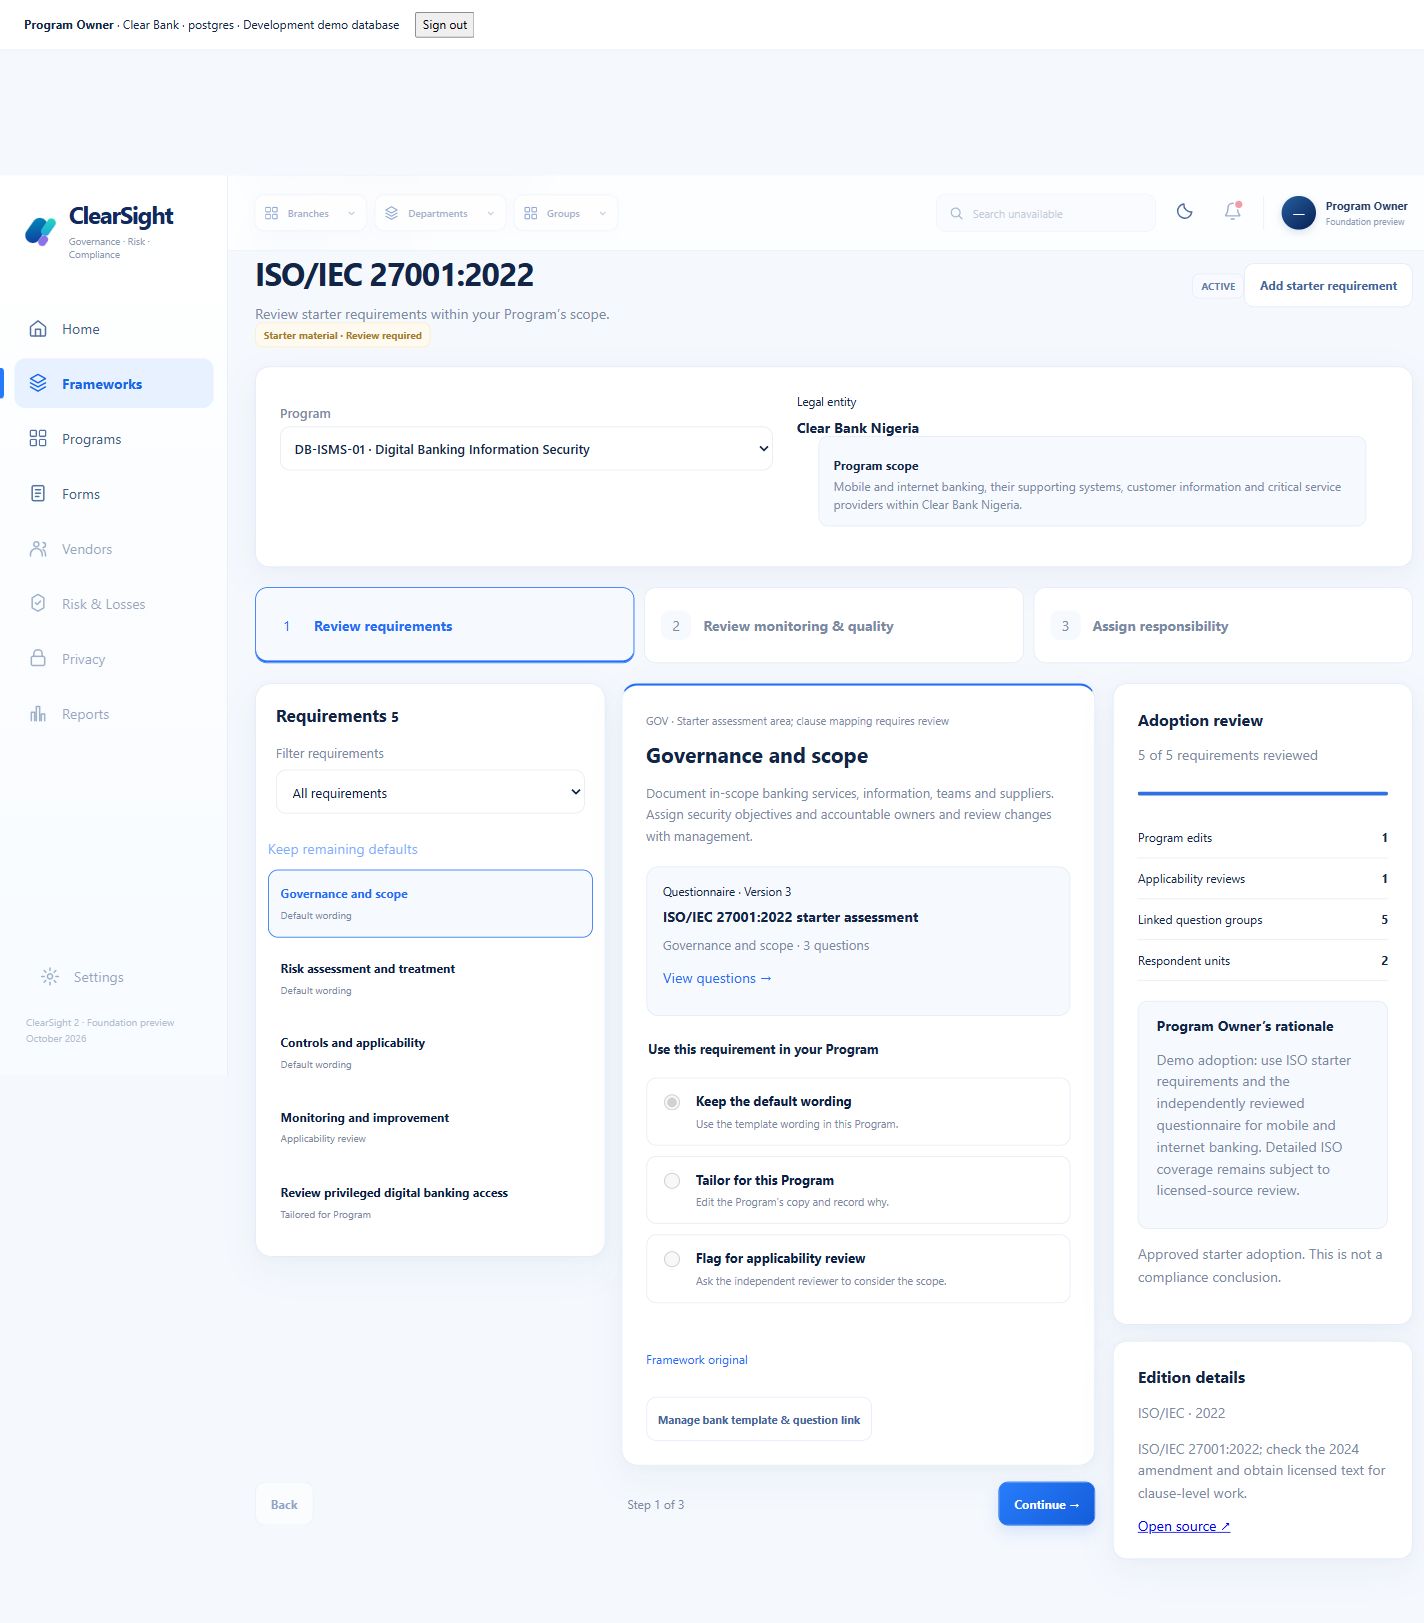 Program Owner · Clear Bank · postgres · Development demo database
Sign out
ClearSight
Governance · Risk ·
Compliance
Branches
Departments
Groups
Search unavailable
Program Owner
Foundation preview
Home
Frameworks
Programs
Forms
Vendors
Risk & Losses
Privacy
Reports
Settings
ClearSight 2 · Foundation preview
October 2026
ISO/IEC 27001:2022
Review starter requirements within your Program's scope.
Starter material · Review required
ACTIVE
Add starter requirement
Program
DB-ISMS-01 · Digital Banking Information Security
Legal entity
Clear Bank Nigeria
Program scope
Mobile and internet banking, their supporting systems, customer information and critical service
providers within Clear Bank Nigeria.
1 Review requirements
2 Review monitoring & quality
3 Assign responsibility
Requirements 5
Filter requirements
All requirements
Keep remaining defaults
Governance and scope
Default wording
Risk assessment and treatment
Default wording
Controls and applicability
Default wording
Monitoring and improvement
Applicability review
Review privileged digital banking access
Tailored for Program
GOV · Starter assessment area; clause mapping requires review
Governance and scope
Document in-scope banking services, information, teams and suppliers.
Assign security objectives and accountable owners and review changes
with management.
Questionnaire · Version 3
ISO/IEC 27001:2022 starter assessment
Governance and scope · 3 questions
View questions →
Use this requirement in your Program
Keep the default wording
Use the template wording in this Program.
Tailor for this Program
Edit the Program's copy and record why.
Flag for applicability review
Ask the independent reviewer to consider the scope.
Framework original
Manage bank template & question link
Back
Step 1 of 3
Continue →
Adoption review
5 of 5 requirements reviewed
Program edits 1
Applicability reviews 1
Linked question groups 5
Respondent units 2
Program Owner's rationale
Demo adoption: use ISO starter
requirements and the
independently reviewed
questionnaire for mobile and
internet banking. Detailed ISO
coverage remains subject to
licensed-source review.
Approved starter adoption. This is not a
compliance conclusion.
Edition details
ISO/IEC · 2022
ISO/IEC 27001:2022; check the 2024
amendment and obtain licensed text for
clause-level work.
Open source ↗